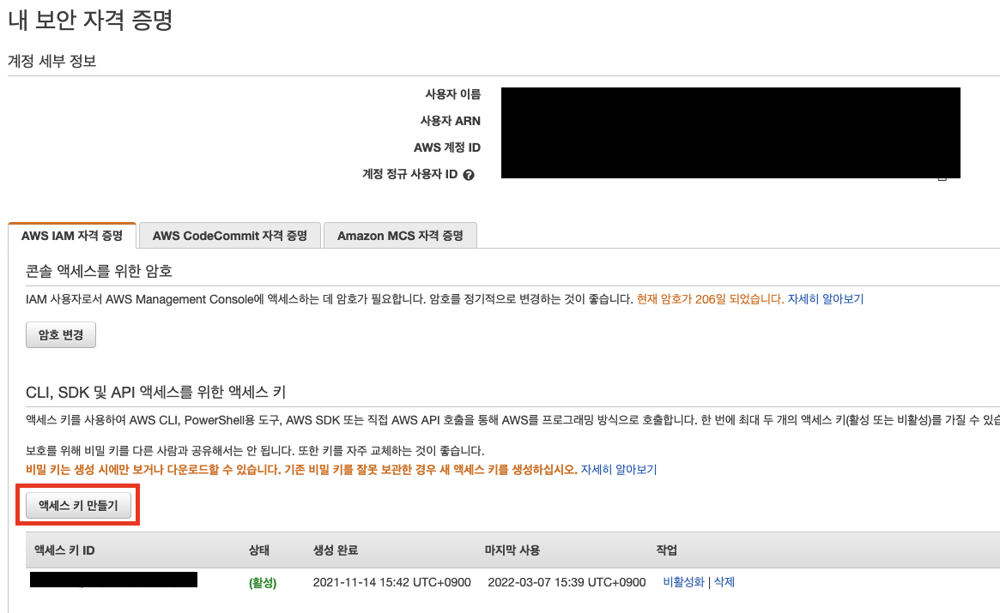 내 보안 자격 증명
계정 세부 정보
사용자 이름
사용자 ARN
AWS 계정 ID
계정 정규 사용자 ID ?
AWS IAM 자격 증명
AWS CodeCommit 자격 증명
Amazon MCS 자격 증명
콘솔 액세스를 위한 암호
IAM 사용자로서 AWS Management Console에 액세스하는 데 암호가 필요합니다. 암호를 정기적으로 변경하는 것이 좋습니다. 현재 암호가 206일 되었습니다. 자세히 알아보기
암호 변경
CLI, SDK 및 API 액세스를 위한 액세스 키
액세스 키를 사용하여 AWS CLI, PowerShell용 도구, AWS SDK 또는 직접 AWS API 호출을 통해 AWS를 프로그래밍 방식으로 호출합니다. 한 번에 최대 두 개의 액세스 키(활성 또는 비활성)를 가질 수 있습
보호를 위해 비밀 키를 다른 사람과 공유해서는 안 됩니다. 또한 키를 자주 교체하는 것이 좋습니다.
비밀 키는 생성 시에만 보거나 다운로드할 수 있습니다. 기존 비밀 키를 잘못 보관한 경우 새 액세스 키를 생성하십시오. 자세히 알아보기
액세스 키 만들기
액세스 키 ID 상태 생성 완료 마지막 사용 작업
(활성) 2021-11-14 15:42 UTC+0900 2022-03-07 15:39 UTC+0900 비활성화 | 삭제